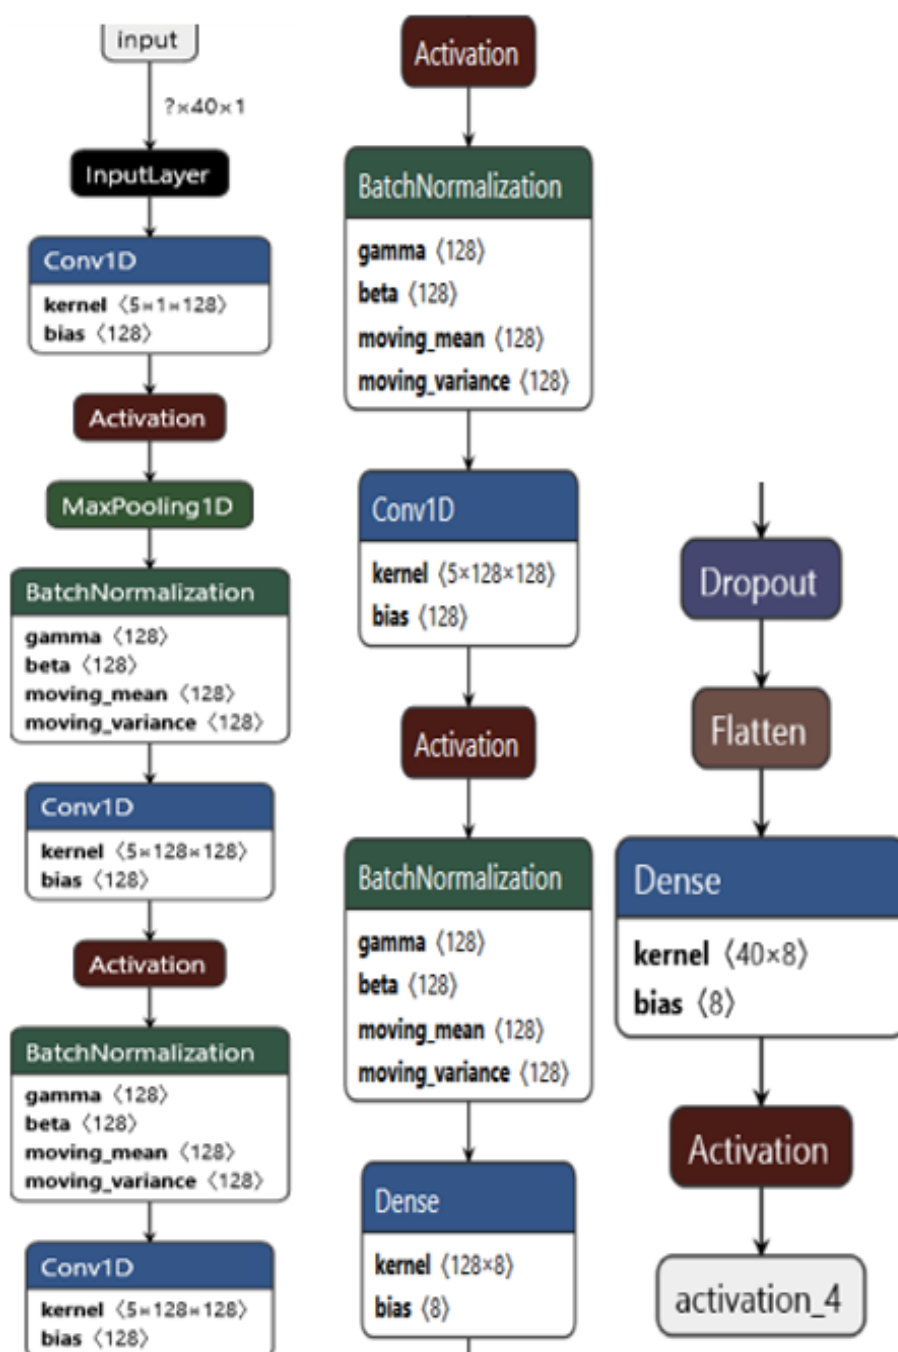 input
?×40×1
InputLayer
Conv1D
kernel ⟨5×1×128⟩
bias ⟨128⟩
Activation
MaxPooling1D
BatchNormalization
gamma ⟨128⟩
beta ⟨128⟩
moving_mean ⟨128⟩
moving_variance ⟨128⟩
Conv1D
kernel ⟨5×128×128⟩
bias ⟨128⟩
Activation
BatchNormalization
gamma ⟨128⟩
beta ⟨128⟩
moving_mean ⟨128⟩
moving_variance ⟨128⟩
Conv1D
kernel ⟨5×128×128⟩
bias ⟨128⟩
Activation
BatchNormalization
gamma ⟨128⟩
beta ⟨128⟩
moving_mean ⟨128⟩
moving_variance ⟨128⟩
Conv1D
kernel ⟨5×128×128⟩
bias ⟨128⟩
Activation
BatchNormalization
gamma ⟨128⟩
beta ⟨128⟩
moving_mean ⟨128⟩
moving_variance ⟨128⟩
Dense
kernel ⟨128×8⟩
bias ⟨8⟩
Dropout
Flatten
Dense
kernel ⟨40×8⟩
bias ⟨8⟩
Activation
activation_4